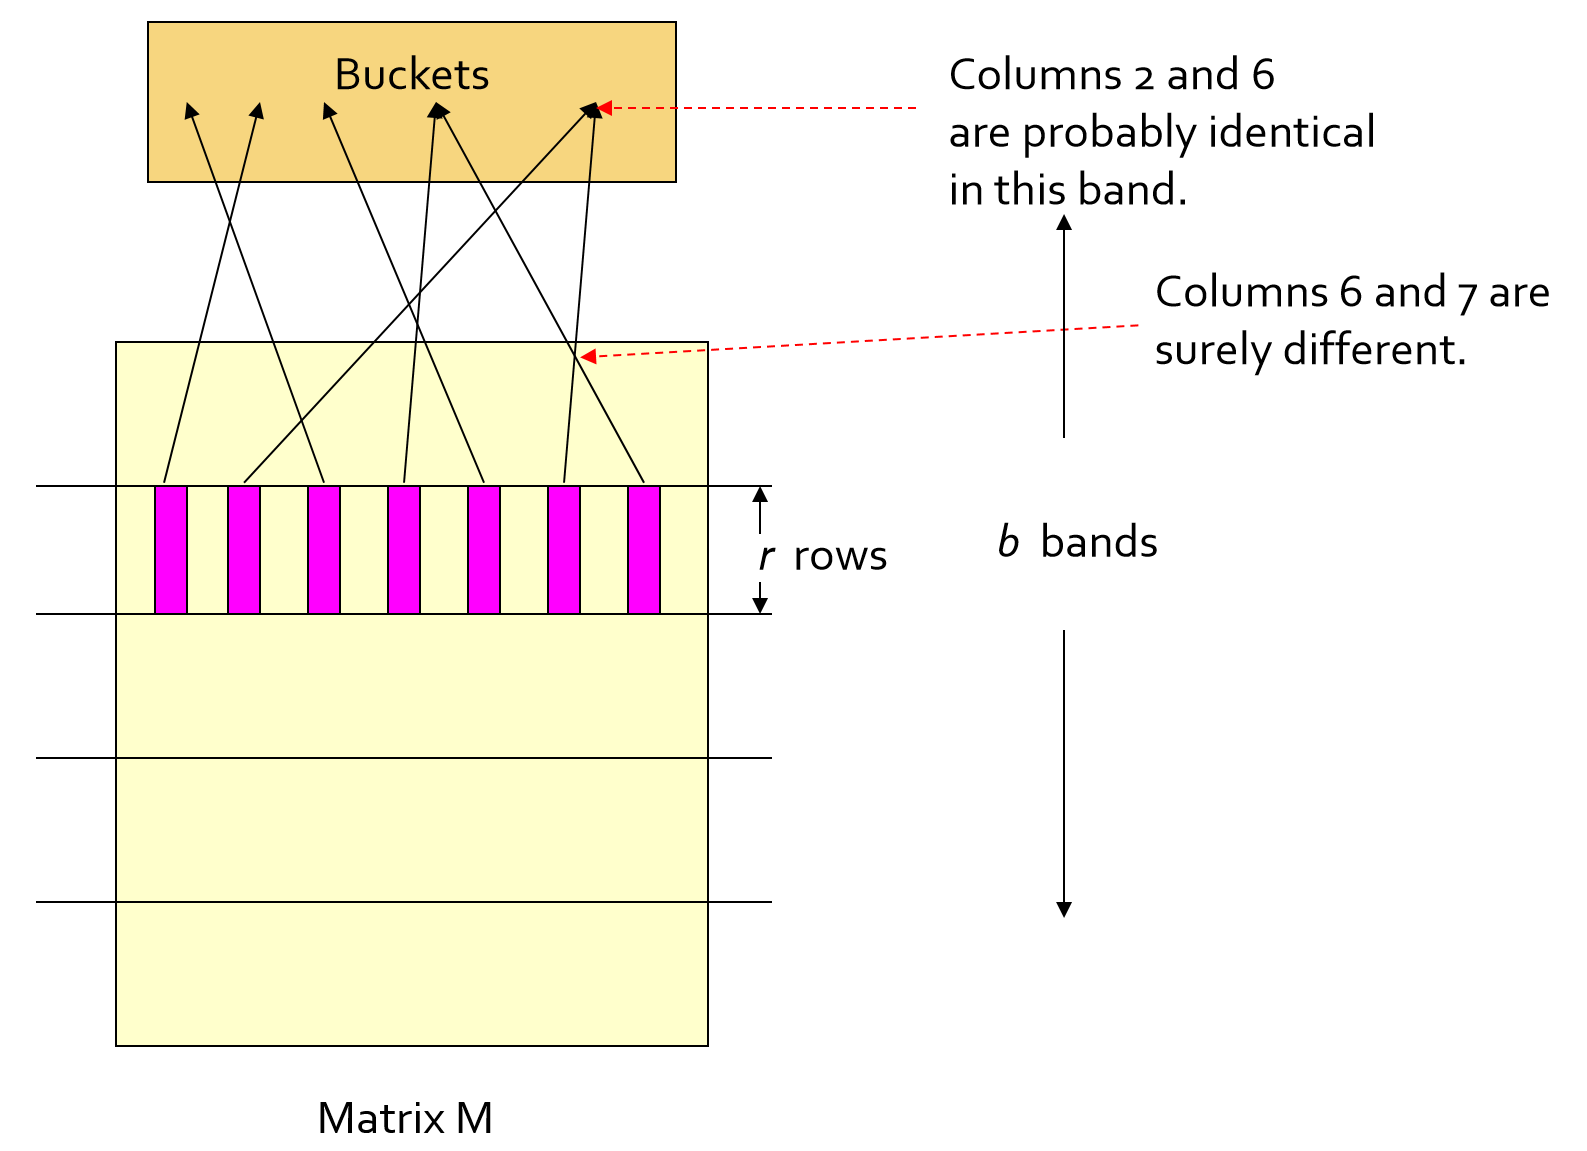 Buckets
Columns 2 and 6
are probably identical
in this band.
Columns 6 and 7 are
surely different.
r rows
b bands
Matrix M